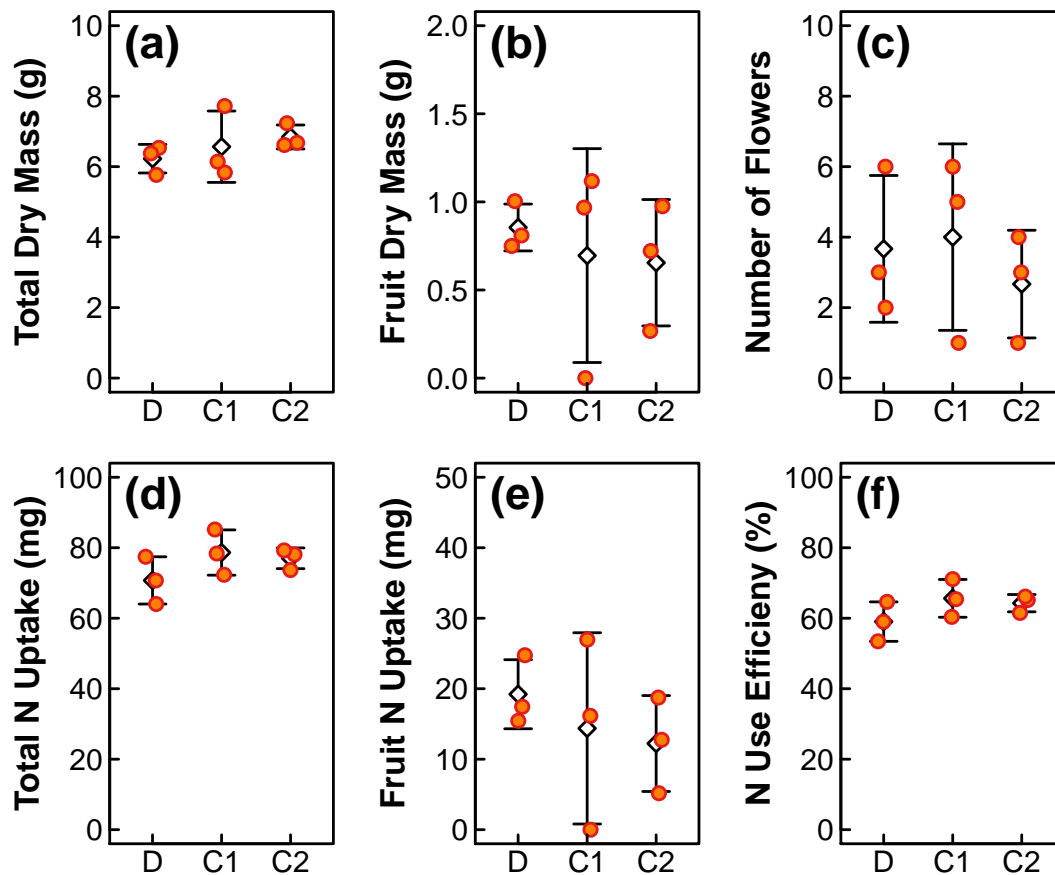 (a)
Total Dry Mass (g)
10
8
6
4
2
0
D C1 C2
(b)
Fruit Dry Mass (g)
2.0
1.5
1.0
0.5
0.0
D C1 C2
(c)
Number of Flowers
10
8
6
4
2
0
D C1 C2
(d)
Total N Uptake (mg)
100
80
60
40
20
0
D C1 C2
(e)
Fruit N Uptake (mg)
50
40
30
20
10
0
D C1 C2
(f)
N Use Efficieny (%)
100
80
60
40
20
0
D C1 C2